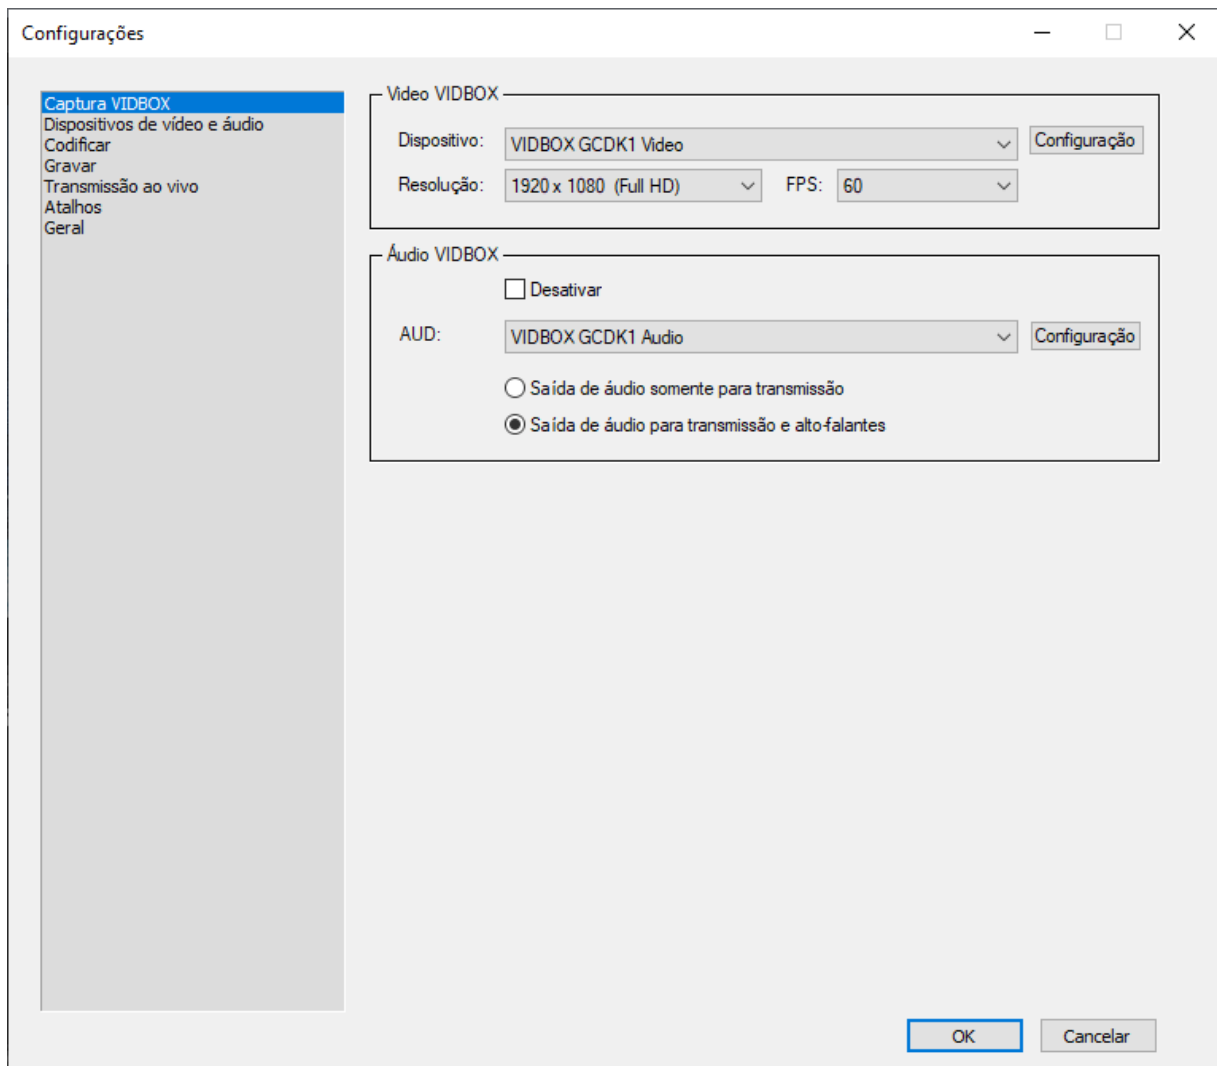 Configurações
Captura VIDBOX
Dispositivos de vídeo e áudio
Codificar
Gravar
Transmissão ao vivo
Atalhos
Geral
Video VIDBOX
Dispositivo: VIDBOX GCDK1 Video Configuração
Resolução: 1920 x 1080 (Full HD) FPS: 60
Áudio VIDBOX
Desativar
AUD: VIDBOX GCDK1 Audio Configuração
Saída de áudio somente para transmissão
Saída de áudio para transmissão e alto-falantes
OK Cancelar